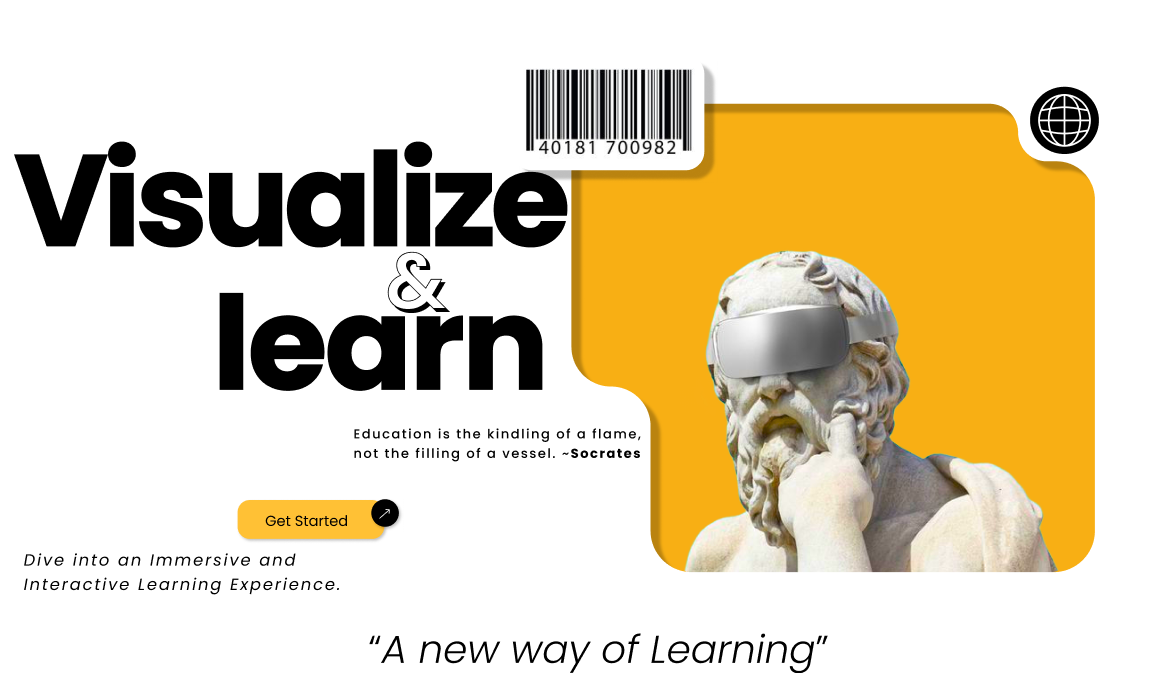 40181 700982
Visualize
&
learn
Education is the kindling of a flame,
not the filling of a vessel. ~Socrates
Get Started
Dive into an Immersive and
Interactive Learning Experience.
“A new way of Learning”